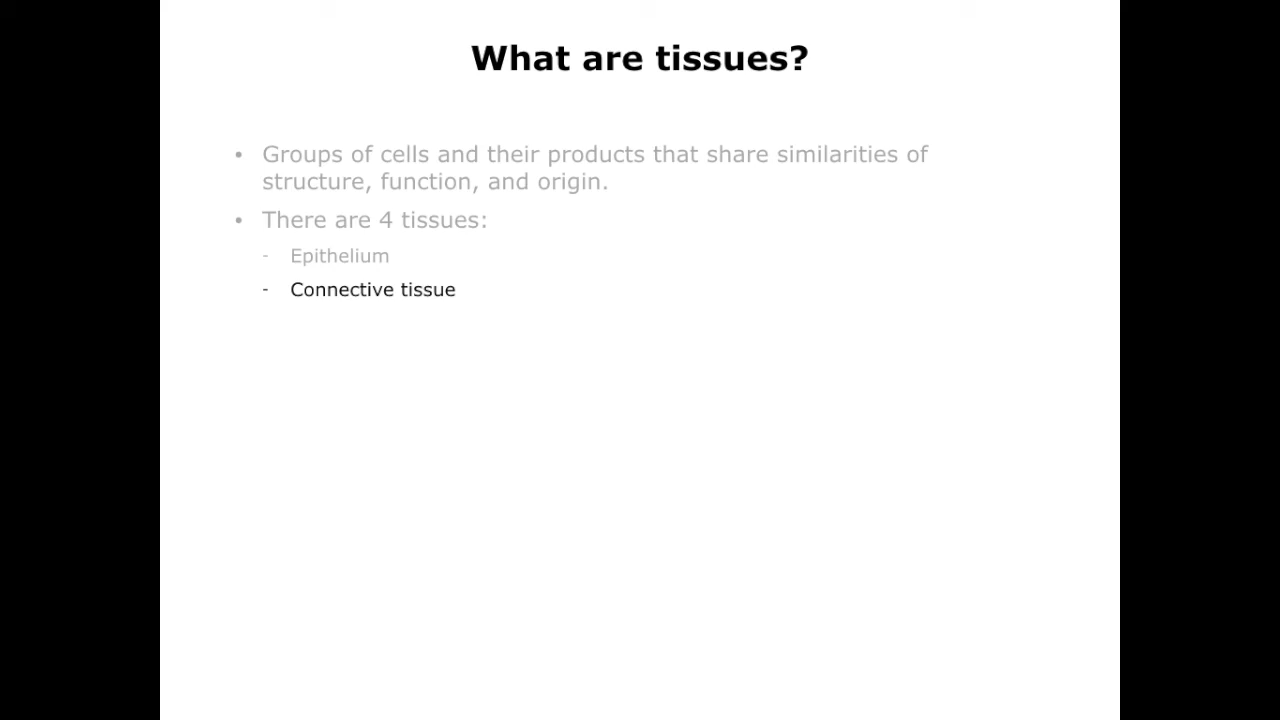 What are tissues?
• Groups of cells and their products that share similarities of
structure, function, and origin.
• There are 4 tissues:
- Epithelium
- Connective tissue